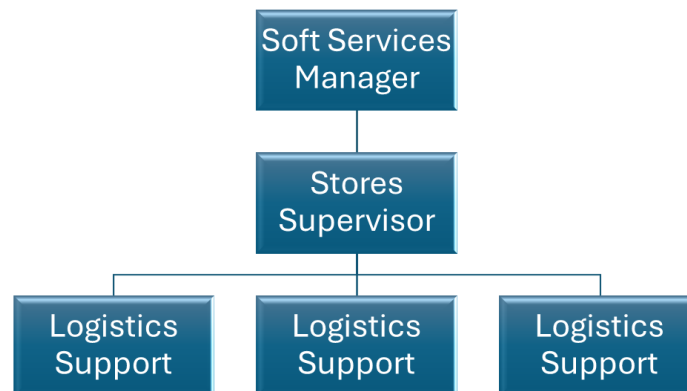 Soft Services
Manager
Stores
Supervisor
Logistics
Support
Logistics
Support
Logistics
Support